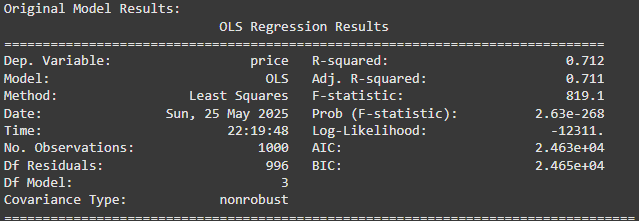 Original Model Results:
                            OLS Regression Results
==============================================================================
Dep. Variable:                  price   R-squared:                       0.712
Model:                            OLS   Adj. R-squared:                  0.711
Method:                 Least Squares   F-statistic:                     819.1
Date:                Sun, 25 May 2025   Prob (F-statistic):          2.63e-268
Time:                        22:19:48   Log-Likelihood:                -12311.
No. Observations:                1000   AIC:                         2.463e+04
Df Residuals:                     996   BIC:                         2.465e+04
Df Model:                           3
Covariance Type:            nonrobust
==================================================================================